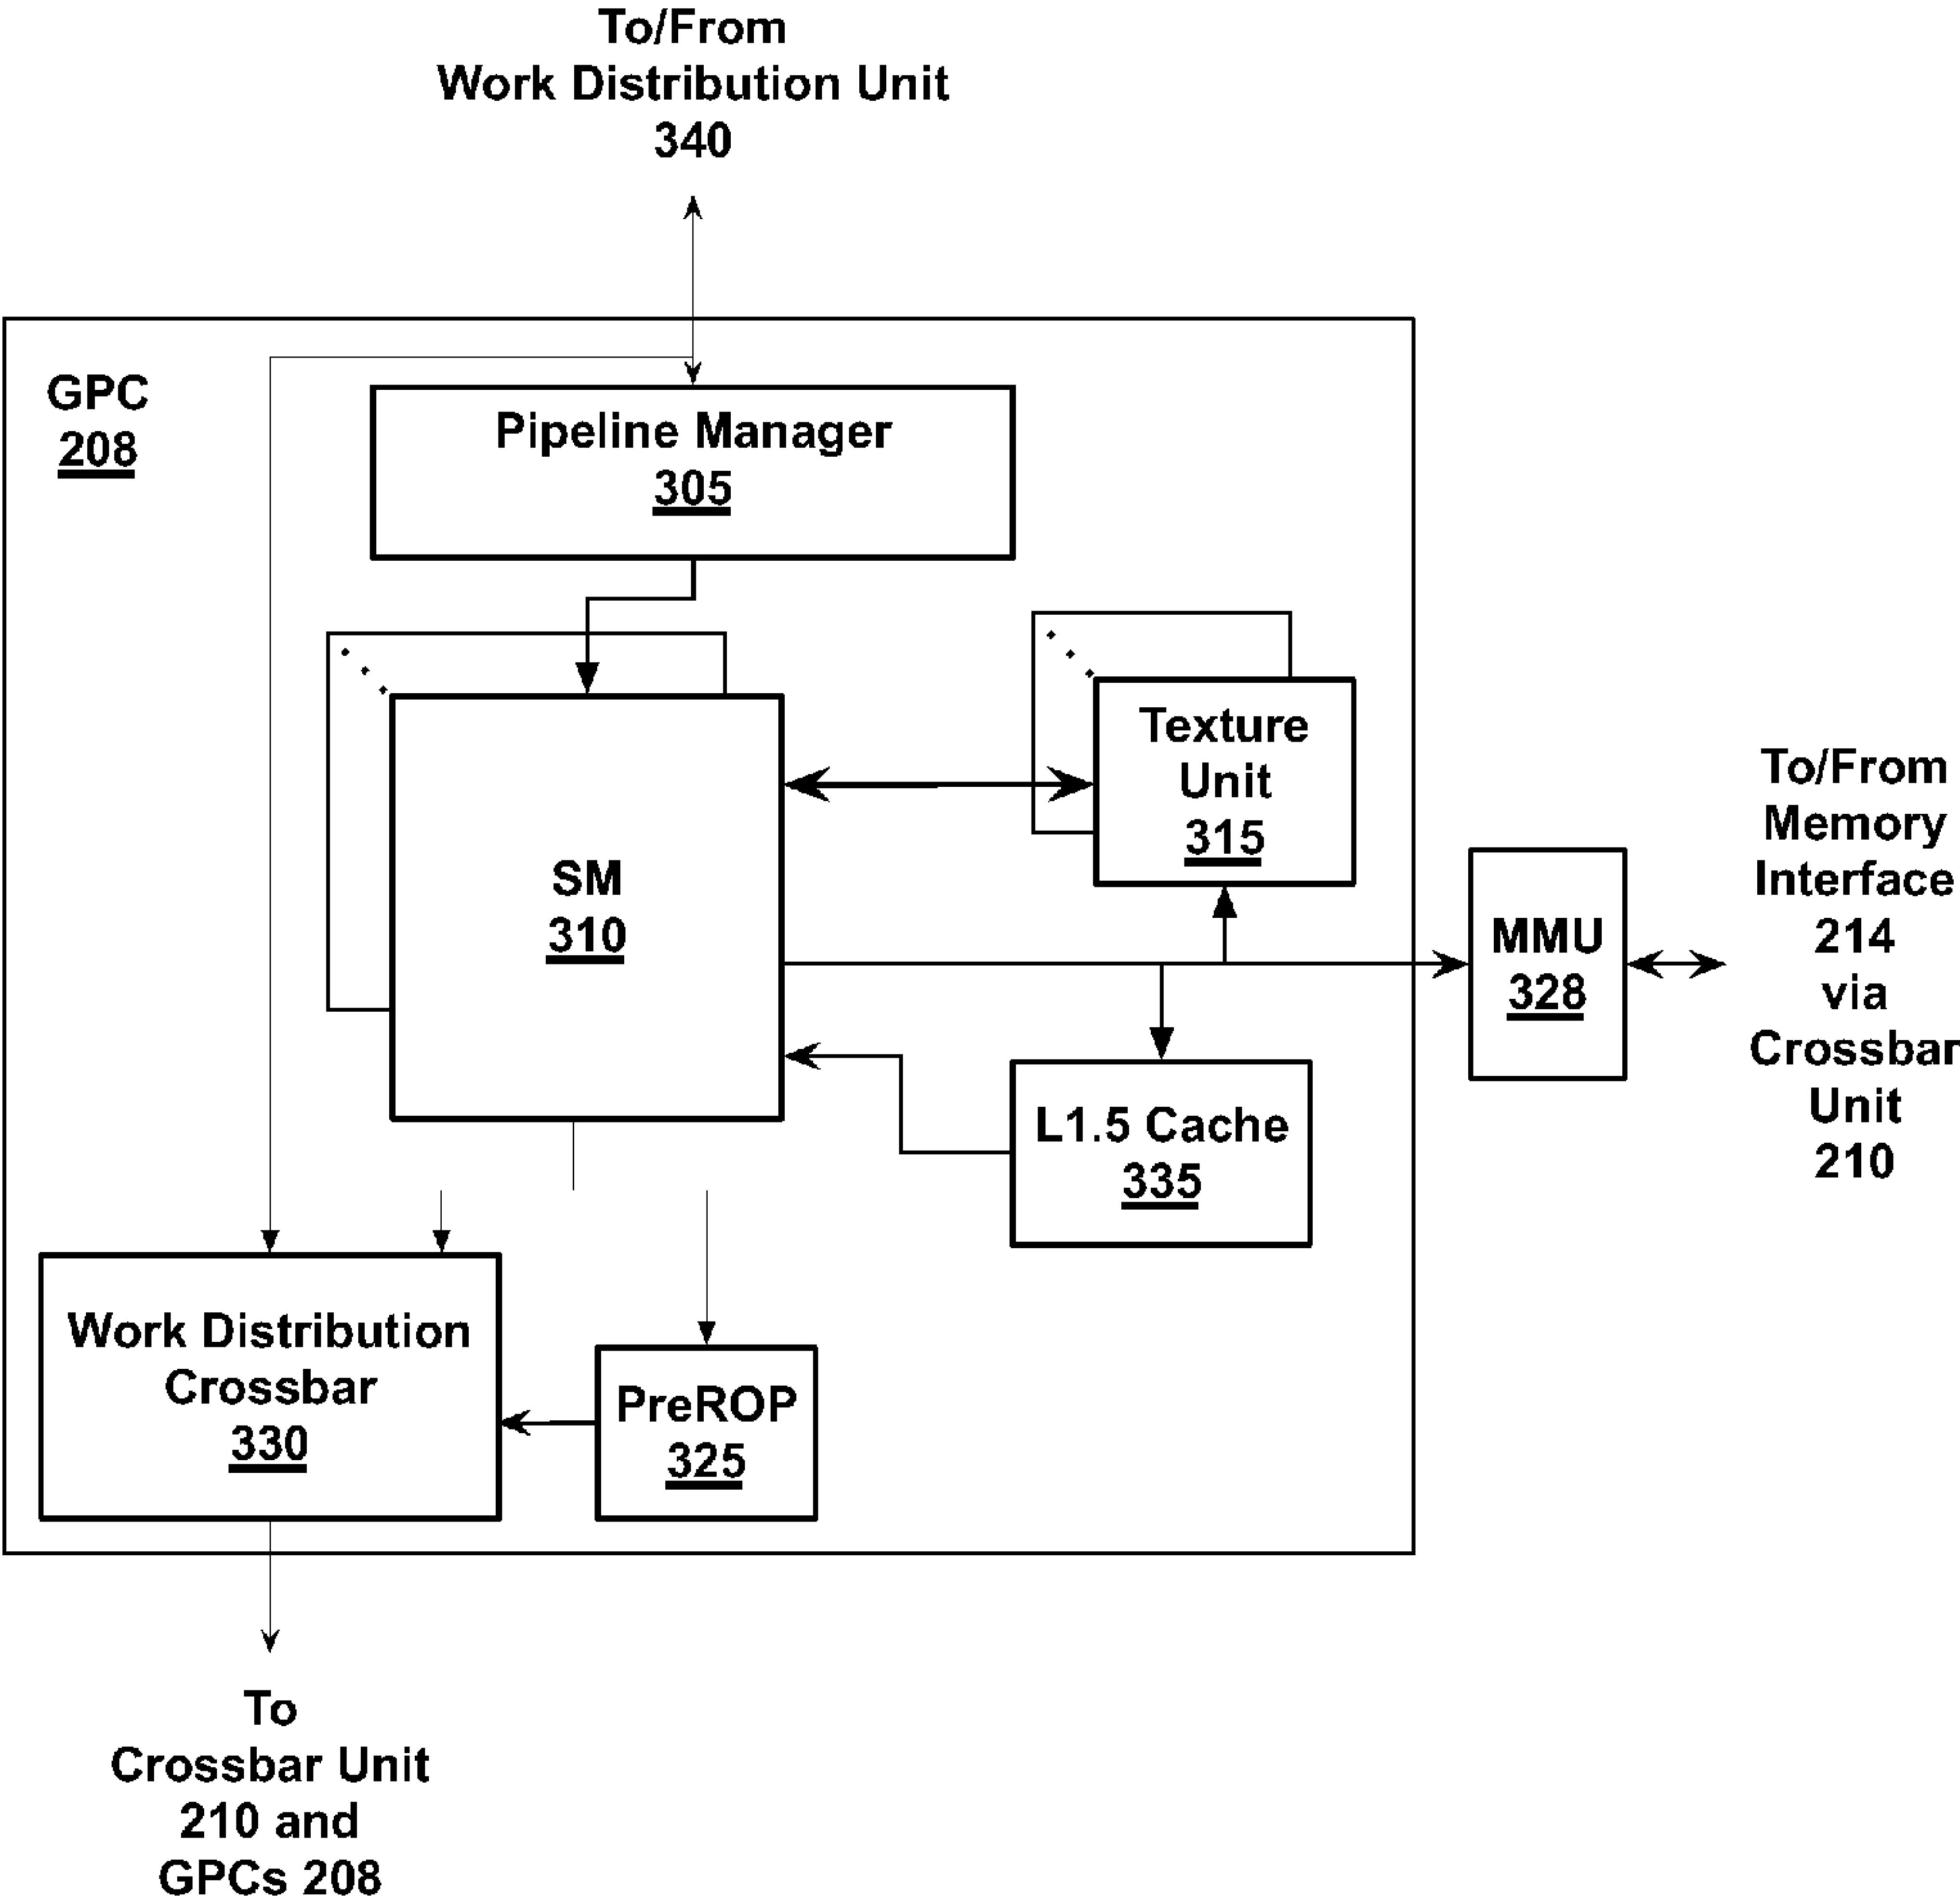 To/From
Work Distribution Unit
340
GPC
208
Pipeline Manager
305
Texture
Unit
315
SM
310
To/From
Memory
Interface
214
via
Crossbar
Unit
210
MMU
328
L1.5 Cache
335
Work Distribution
Crossbar
330
PreROP
325
To
Crossbar Unit
210 and
GPCs 208